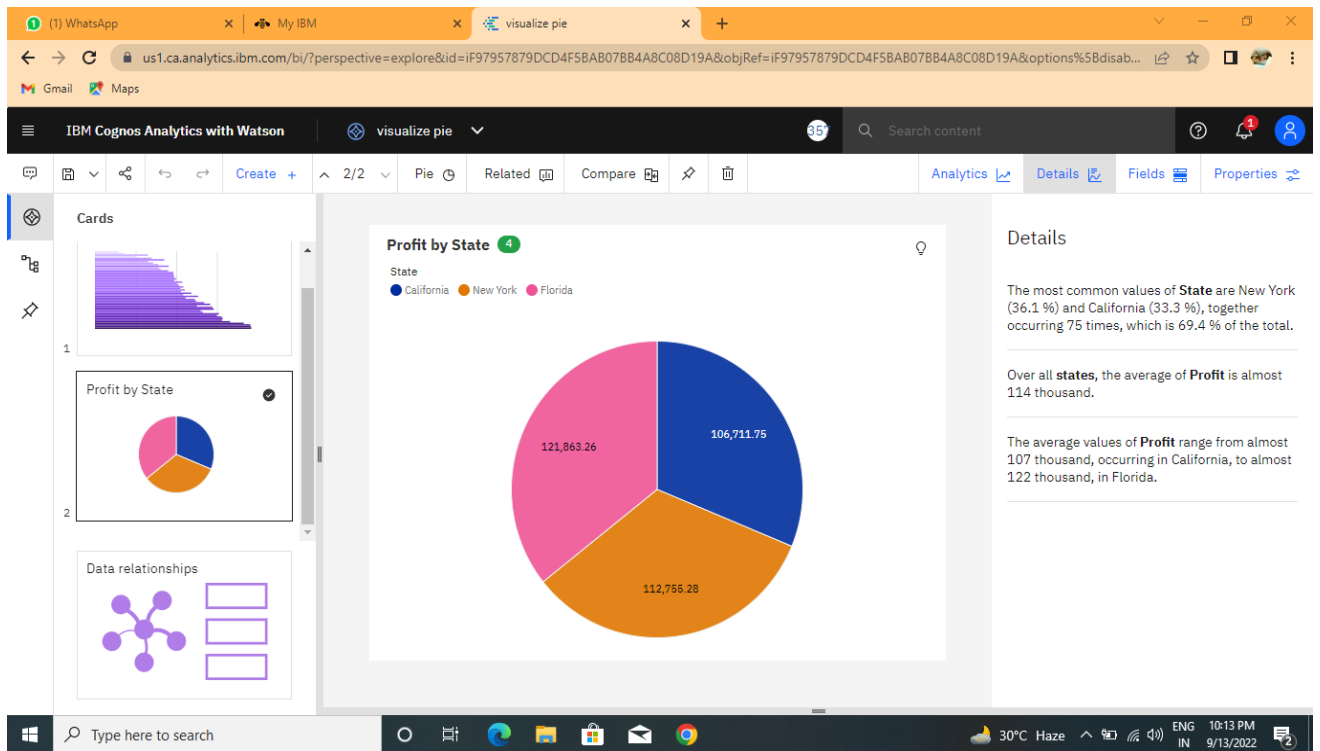 (1) WhatsApp
My IBM
visualize pie
us1.ca.analytics.ibm.com/bi/?perspective=explore&id=iF97957879DCD4F5BAB07BB4A8C08D19A&objRef=iF97957879DCD4F5BAB07BB4A8C08D19A&options%5Bdisab...
Gmail Maps
IBM Cognos Analytics with Watson visualize pie 357 Search content 1
Create + 2/2 Pie Related Compare Analytics Details Fields Properties
Cards
1
Profit by State
2
Data relationships
Profit by State 4
State
California New York Florida
106,711.75
121,863.26
112,755.28
Details
The most common values of State are New York
(36.1 %) and California (33.3 %), together
occurring 75 times, which is 69.4 % of the total.
Over all states, the average of Profit is almost
114 thousand.
The average values of Profit range from almost
107 thousand, occurring in California, to almost
122 thousand, in Florida.
Type here to search
30°C Haze
ENG
IN
10:13 PM
9/13/2022
2